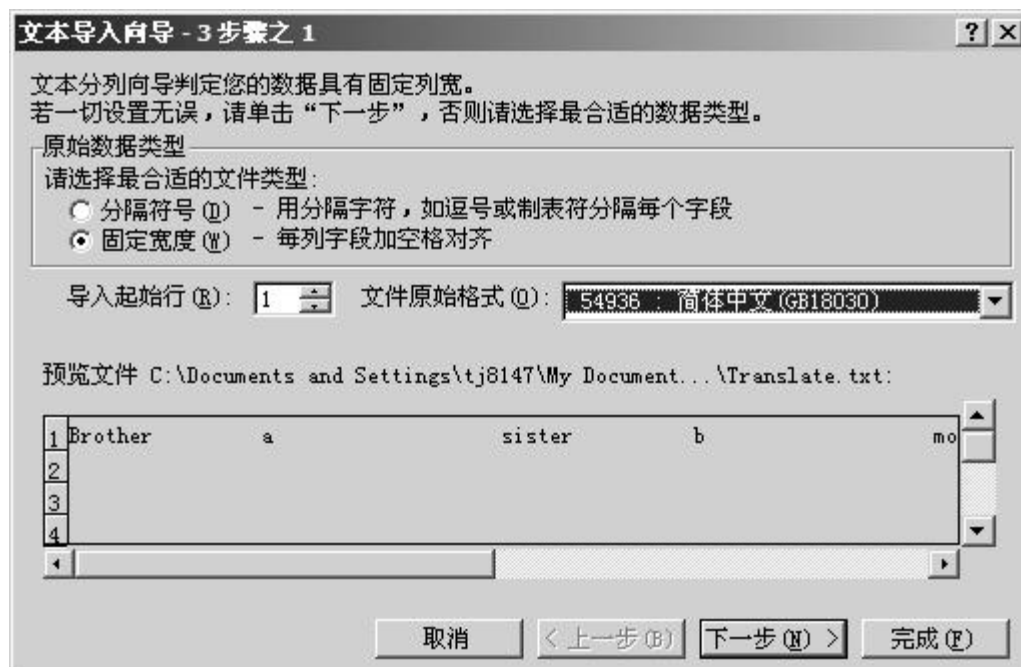 文本导入向导 - 3 步骤之 1
文本分列向导判定您的数据具有固定列宽。
若一切设置无误，请单击“下一步”，否则请选择最合适的数据类型。
原始数据类型
请选择最合适的文件类型:
分隔符号(D) - 用分隔字符，如逗号或制表符分隔每个字段
固定宽度(W) - 每列字段加空格对齐
导入起始行(R): 1 文件原始格式(O): 54936 : 简体中文(GB18030)
预览文件 C:\Documents and Settings\tj8147\My Document...\Translate.txt:
1 Brother a sister b mo
2
3
4
取消 < 上一步(B) 下一步(N) > 完成(F)